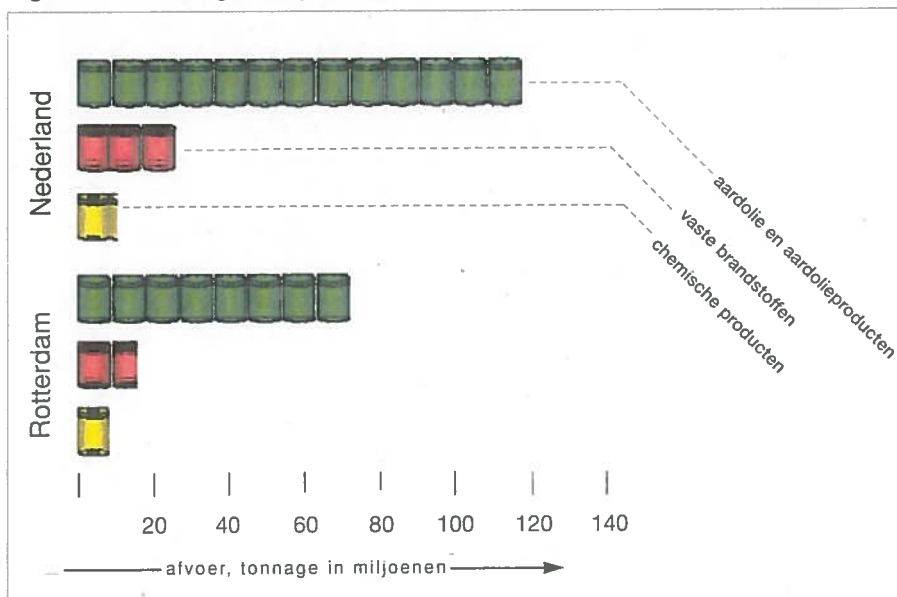 Nederland
aardolie en aardolieproducten
vaste brandstoffen
chemische producten
Rotterdam
20 40 60 80 100 120 140
afvoer, tonnage in miljoenen